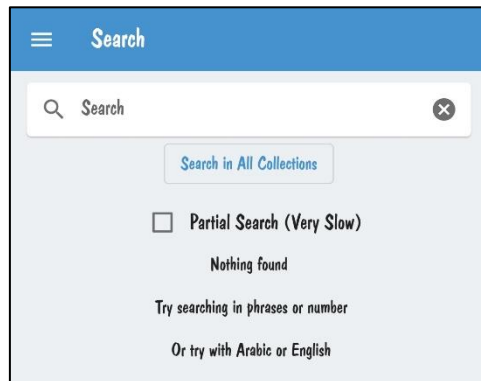 Search
Search
Search in All Collections
Partial Search (Very Slow)
Nothing found
Try searching in phrases or number
Or try with Arabic or English